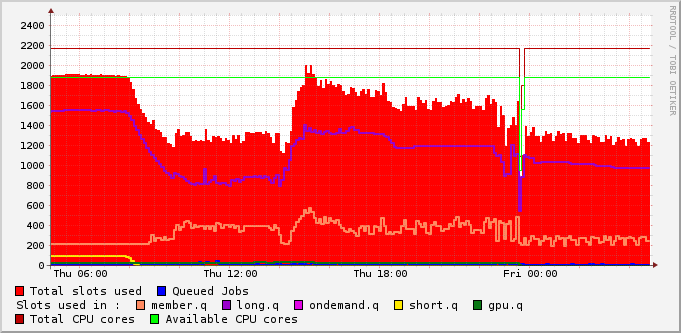 RRDTOOL / TOBI OETIKER
2400
2200
2000
1800
1600
1400
1200
1000
800
600
400
200
0
Thu 06:00 Thu 12:00 Thu 18:00 Fri 00:00
Total slots used Queued Jobs
Slots used in : member.q long.q ondemand.q short.q gpu.q
Total CPU cores Available CPU cores